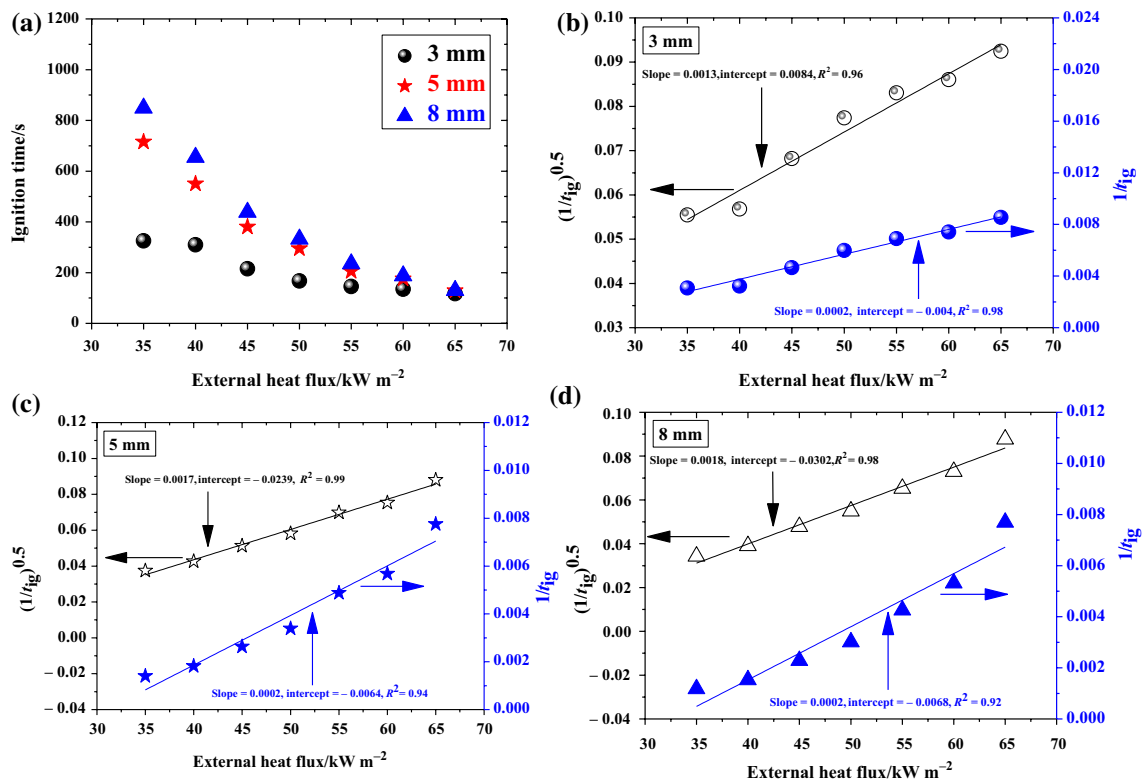 (a)
1200
1000
800
600
400
200
0
3 mm
5 mm
8 mm
Ignition time/s
30 35 40 45 50 55 60 65 70
External heat flux/kW m⁻²
(b)
3 mm
0.10
0.09
0.08
0.07
0.06
0.05
0.04
0.03
(1/tig)^0.5
Slope = 0.0013, intercept = 0.0084, R² = 0.96
Slope = 0.0002, intercept = – 0.004, R² = 0.98
0.024
0.020
0.016
0.012
0.008
0.004
0.000
1/tig
30 35 40 45 50 55 60 65 70
External heat flux/kW m⁻²
(c)
5 mm
0.12
0.10
0.08
0.06
0.04
0.02
0.00
– 0.02
– 0.04
(1/tig)^0.5
Slope = 0.0017, intercept = – 0.0239, R² = 0.99
Slope = 0.0002, intercept = – 0.0064, R² = 0.94
0.012
0.010
0.008
0.006
0.004
0.002
0.000
1/tig
30 35 40 45 50 55 60 65 70
External heat flux/kW m⁻²
(d)
8 mm
0.10
0.08
0.06
0.04
0.02
0.00
– 0.02
– 0.04
(1/tig)^0.5
Slope = 0.0018, intercept = – 0.0302, R² = 0.98
Slope = 0.0002, intercept = – 0.0068, R² = 0.92
0.012
0.010
0.008
0.006
0.004
0.002
0.000
1/tig
30 35 40 45 50 55 60 65 70
External heat flux/kW m⁻²